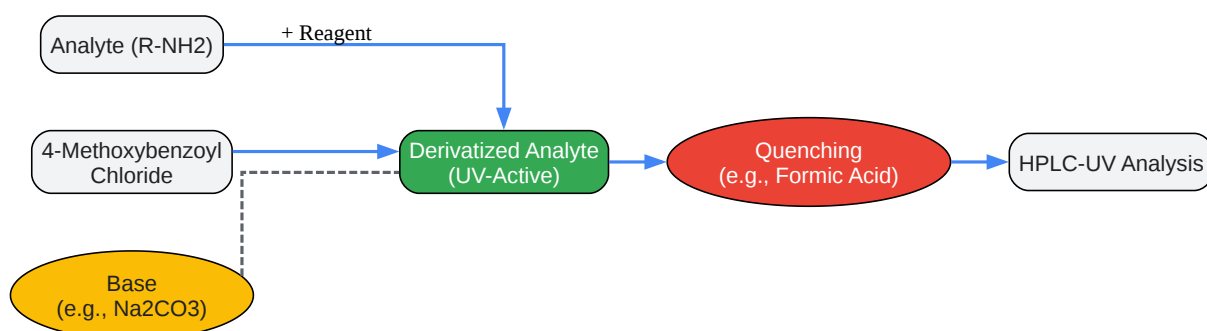 Analyte (R-NH2)
+ Reagent
4-Methoxybenzoyl
Chloride
Derivatized Analyte
(UV-Active)
Quenching
(e.g., Formic Acid)
HPLC-UV Analysis
Base
(e.g., Na2CO3)